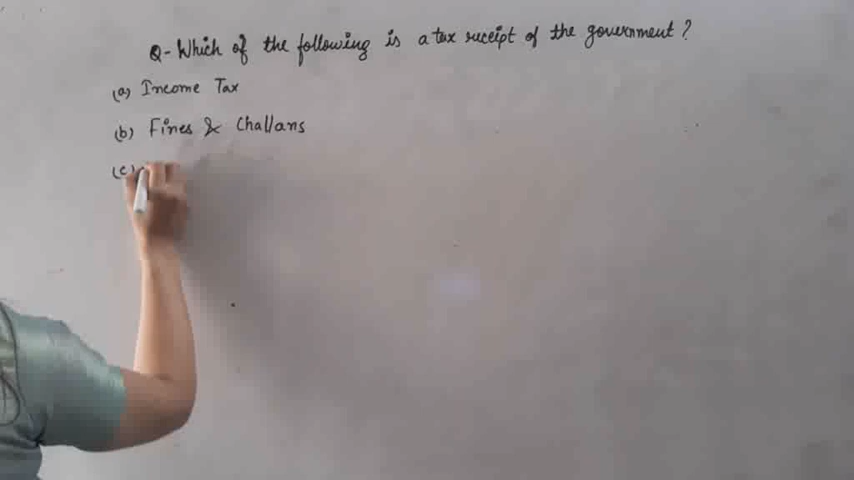 Q- Which of the following is a tax receipt of the government ?
(a) Income Tax
(b) Fines & Challans
(c)